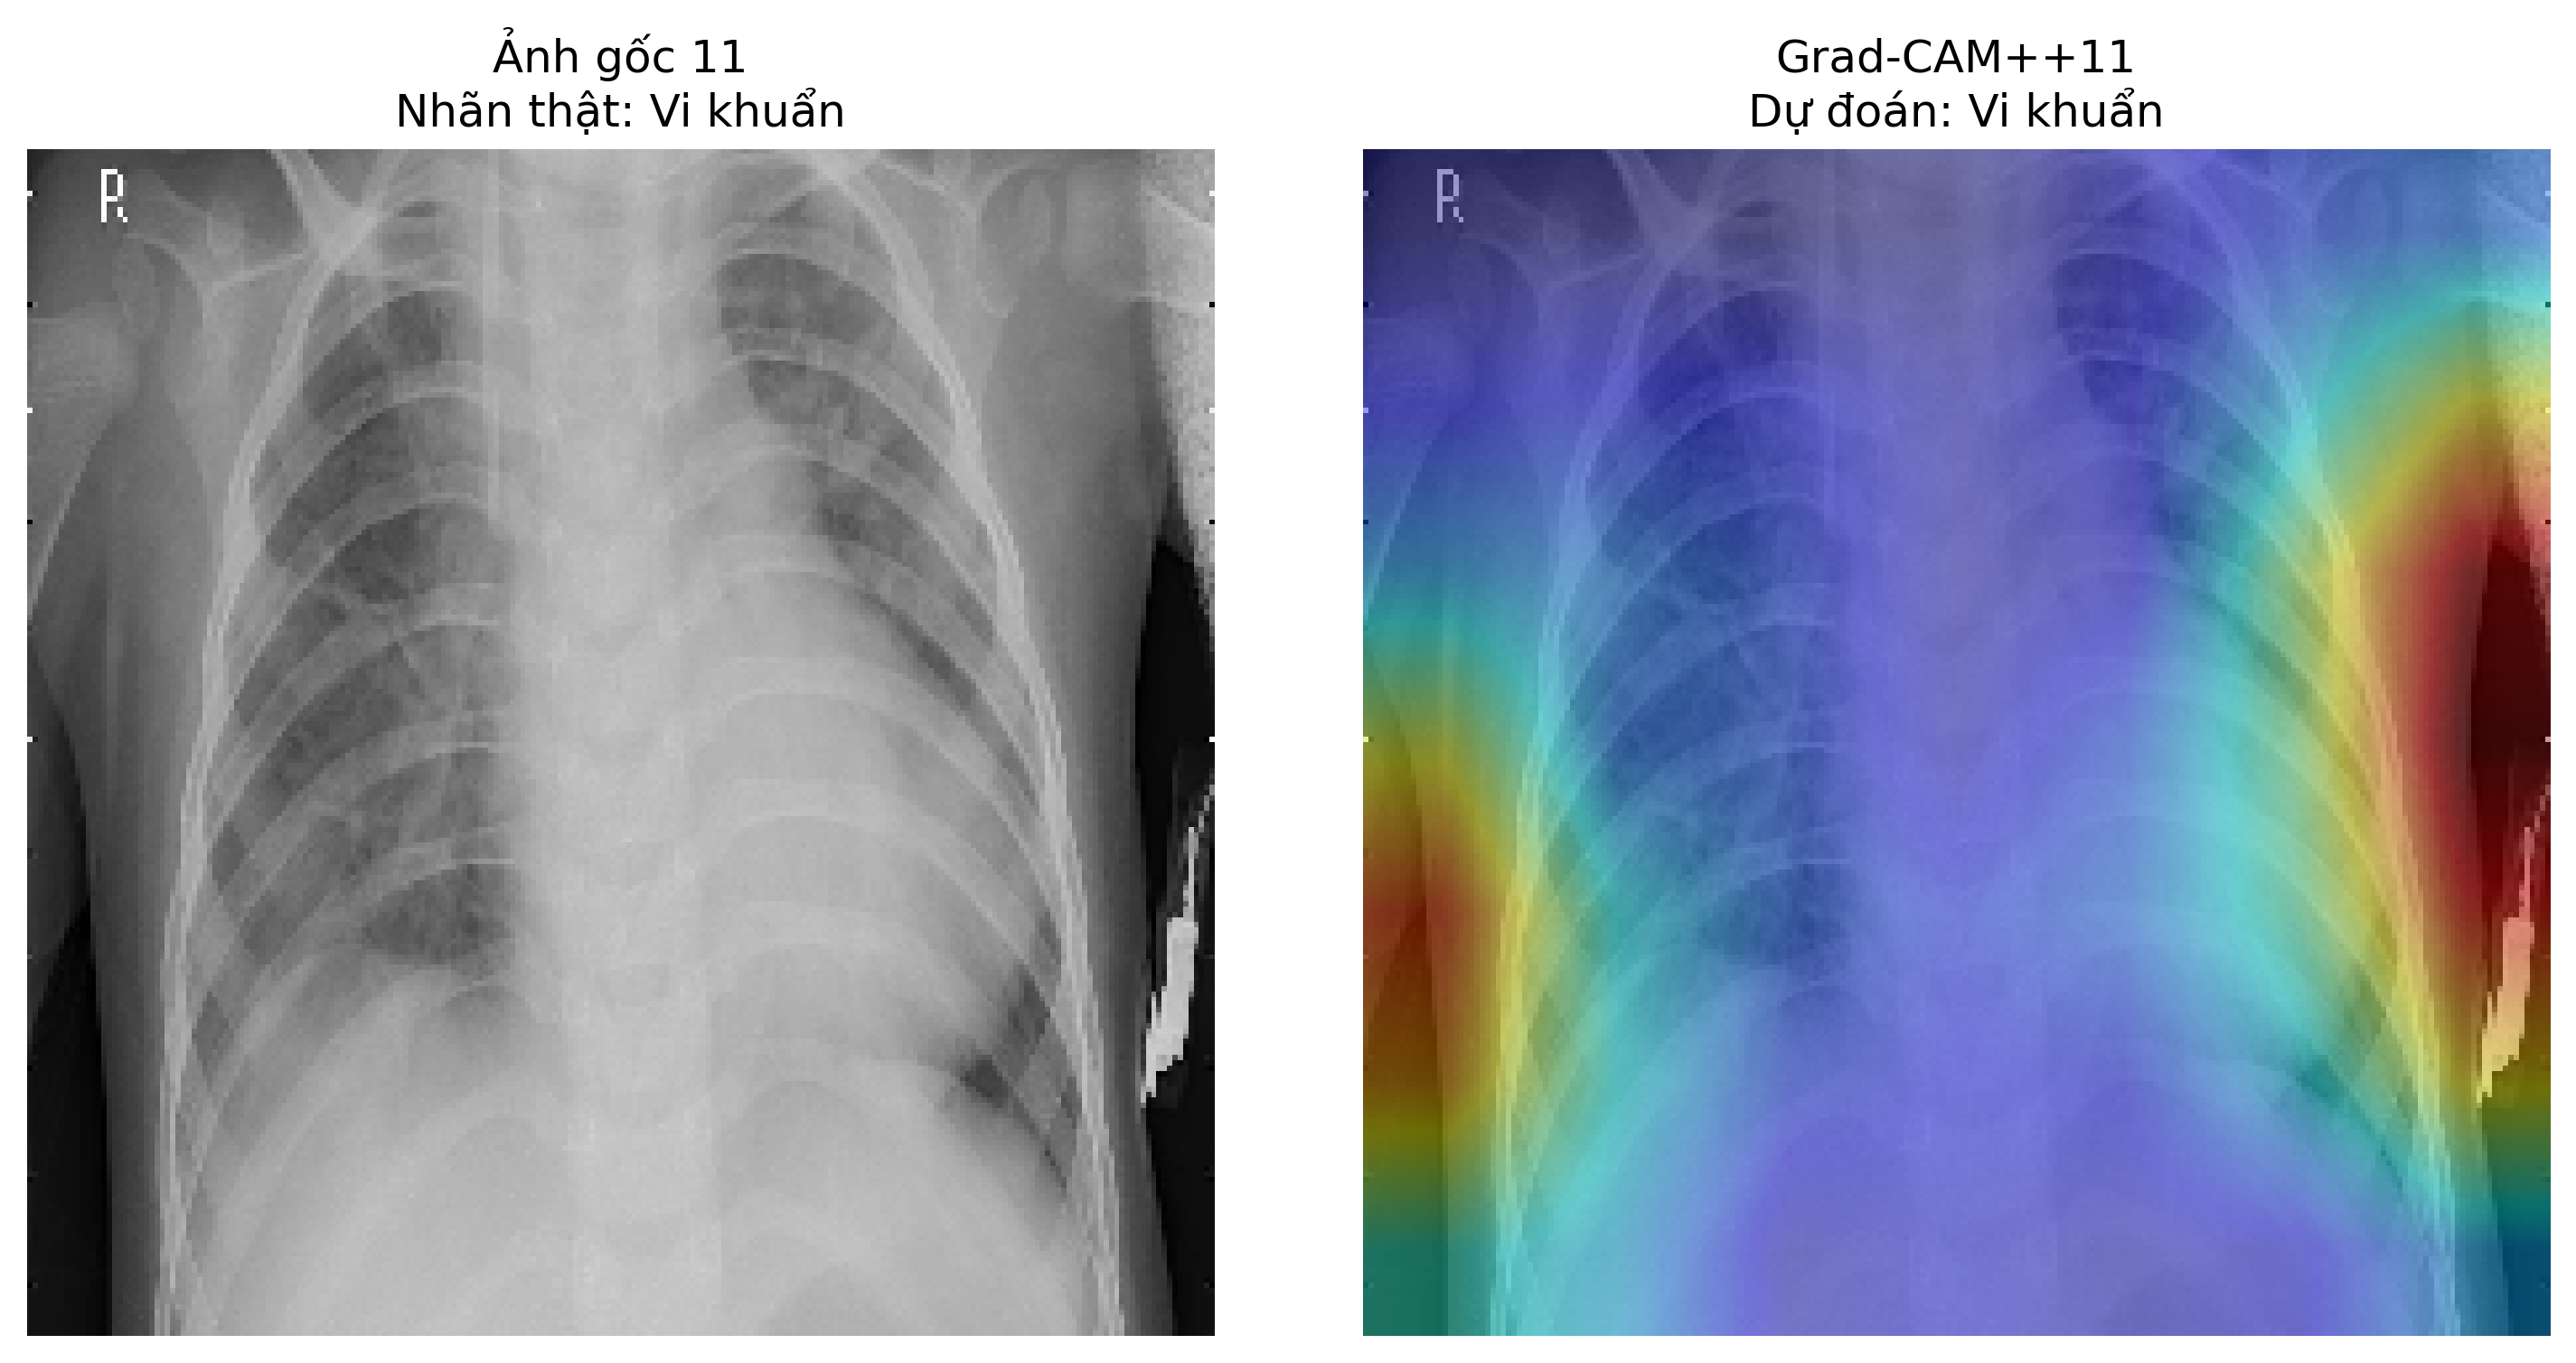 Ảnh gốc 11
Nhãn thật: Vi khuẩn
Grad-CAM++11
Dự đoán: Vi khuẩn
R
R